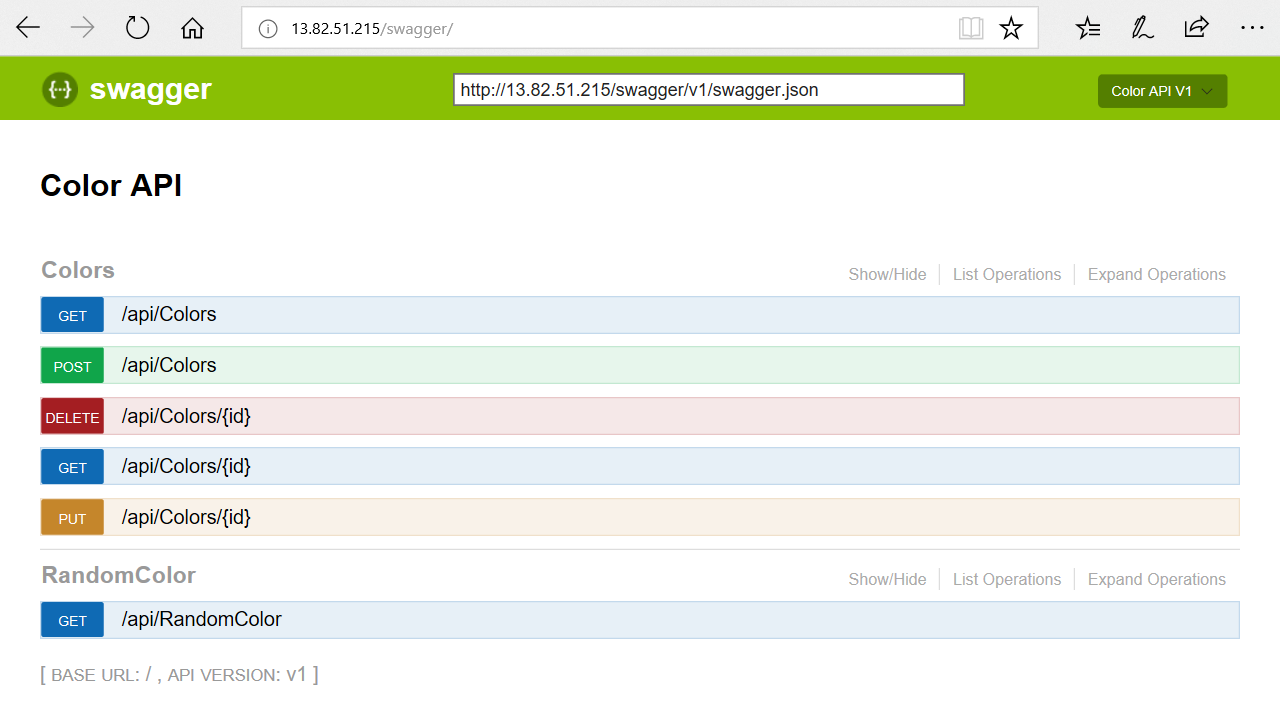 13.82.51.215/swagger/
{···} swagger
http://13.82.51.215/swagger/v1/swagger.json
Color API V1
Color API
Colors
Show/Hide List Operations Expand Operations
GET /api/Colors
POST /api/Colors
DELETE /api/Colors/{id}
GET /api/Colors/{id}
PUT /api/Colors/{id}
RandomColor
Show/Hide List Operations Expand Operations
GET /api/RandomColor
[ BASE URL: / , API VERSION: v1 ]